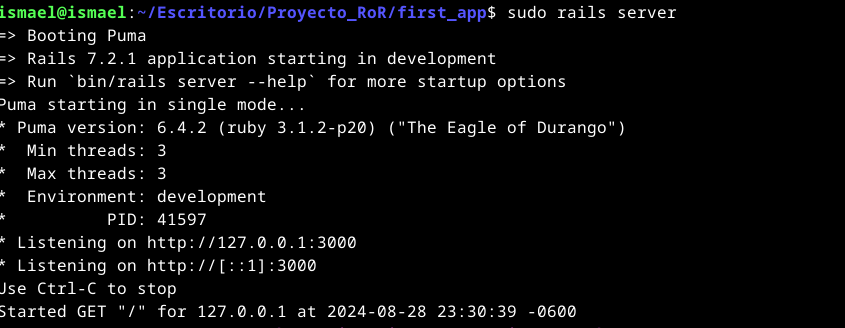 ismael@ismael:~/Escritorio/Proyecto_RoR/first_app$ sudo rails server
=> Booting Puma
=> Rails 7.2.1 application starting in development
=> Run `bin/rails server --help` for more startup options
Puma starting in single mode...
* Puma version: 6.4.2 (ruby 3.1.2-p20) ("The Eagle of Durango")
*  Min threads: 3
*  Max threads: 3
*  Environment: development
*          PID: 41597
* Listening on http://127.0.0.1:3000
* Listening on http://[::1]:3000
Use Ctrl-C to stop
Started GET "/" for 127.0.0.1 at 2024-08-28 23:30:39 -0600